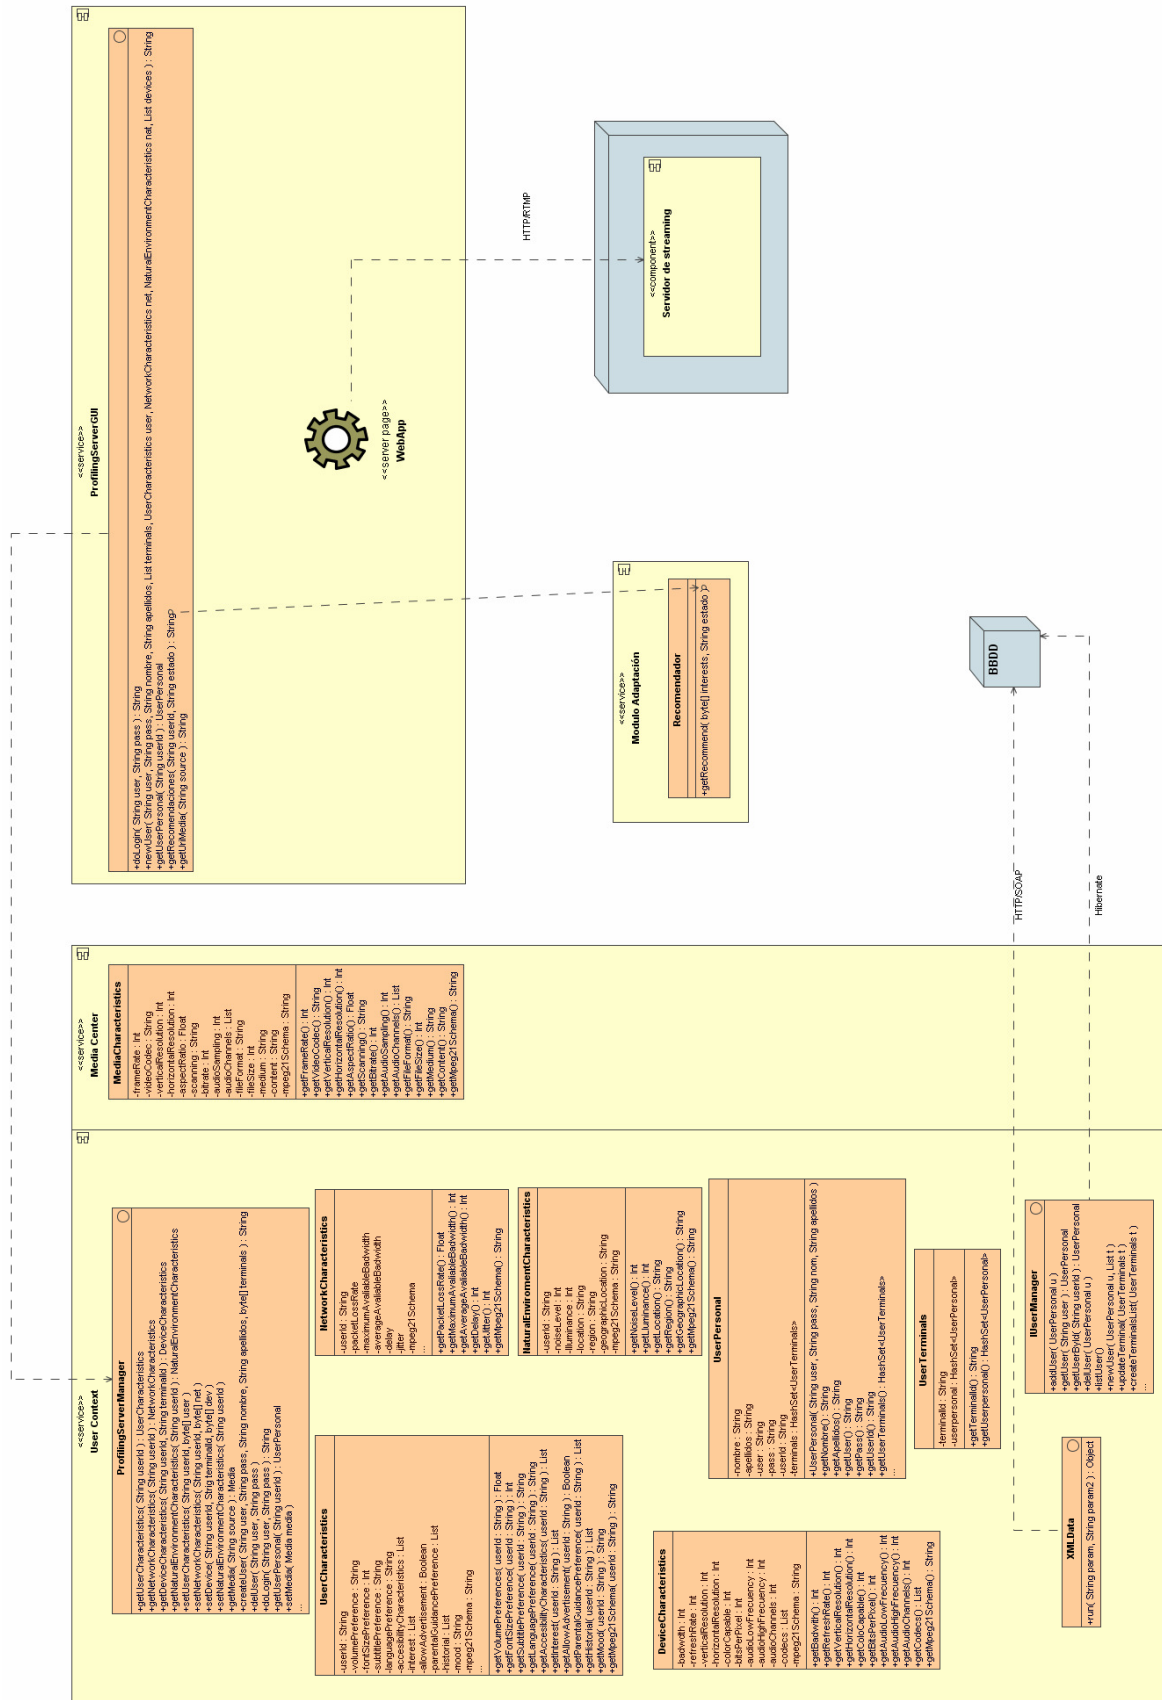 <<service>>
User Context
ProfilingServerManager
+getUserCharacteristics( String userId ) : UserCharacteristics
+getNetworkCharacteristics( String userId ) : NetworkCharacteristics
+getDeviceCharacteristics( String userId, String terminalId ) : DeviceCharacteristics
+getNaturalEnvironmentCharacteristics( String userId ) : NaturalEnvironmentCharacteristics
+setUserCharacteristics( String userId, byte[] user )
+setNetworkCharacteristics( String userId, byte[] net )
+setDevice( String userId, Strig terminalId, byte[] dev )
+setNaturalEnvironmentCharacteristics( String userId )
+getMedia( String source ) : Media
+createUser( String user, String pass, String nombre, String apellidos, byte[] terminals ) : String
+delUser( String user, String pass )
+doLogin( String user, String pass ) : String
+getUserPersonal( String userId ) : UserPersonal
+setMedia( Media media )
...
UserCharacteristics
-userId : String
-volumePreference : String
-fontSizePreference : Int
-subtitlePreference : String
-languagePreference : String
-accesibilityCharacteristics : List
-interest : List
-allowAdvertisement : Boolean
-parentalGuidancePreference : List
-historial : List
-mood : String
-mpeg21Schema : String
...
+getVolumePreferences( userId : String ) : Float
+getFontSizePreference( userId : String ) : Int
+getSubtitlePreference( userId : String ) : String
+getLanguagePreference( userId : String ) : String
+getAccesibilityCharacteristics( userId : String ) : List
+getInterest( userId : String ) : List
+getAllowAdvertisement( userId : String ) : Boolean
+getParentalGuidancePreference( userId : String ) : List
+getHistorial( userId : String ) : List
+getMood( userId : String ) : String
+getMpeg21Schema( userId : String ) : String
NetworkCharacteristics
-userId : String
-packetLossRate
-maximumAvailableBadwidth
-averageAvailableBadwidth
-delay
-jitter
-mpeg21Schema
...
+getPacketLossRate() : Float
+getMaximumAvailableBadwidth() : Int
+getAverageAvailableBadwidth() : Int
+getDelay() : Int
+getJitter() : Int
+getMpeg21Schema() : String
NaturalEnvironmentCharacteristics
-userId : String
-noiseLevel : Int
-illuminance : Int
-location : String
-region : String
-geographicLocation : String
-mpeg21Schema : String
+getNoiseLevel() : Int
+getLuminance() : Int
+getLocation() : String
+getRegion() : String
+getGeographicLocation() : String
+getMpeg21Schema() : String
DeviceCharacteristics
-badwdth : Int
-refreshRate : Int
-verticalResolution : Int
-horizontalResolution : Int
-colorCapable : Int
-bitsPerPixel : Int
-audioLowFrecuency : Int
-audioHighFrecuency : Int
-audioChannels : Int
-codecs : List
-mpeg21Schema : String
+getBadwith() : Int
+getRefreshRate() : Int
+getVerticalResolution() : Int
+getHorizontalResolution() : Int
+getColoCapable() : Int
+getBitsPerPixel() : Int
+getAudioLowFrecuency() : Int
+getAudioHighFrecuency() : Int
+getAudioChannels() : Int
+getCodecs() : List
+getMpeg21Schema() : String
UserPersonal
-nombre : String
-apellidos : String
-user : String
-pass : String
-userId : String
-terminals : HashSet<UserTerminals>
+UserPersonal( String user, String pass, String nom, String apellidos )
+getNombre() : String
+getApellidos() : String
+getUser() : String
+getPass() : String
+getUserId() : String
+getUserTerminals() : HashSet<UserTerminals>
...
UserTerminals
-terminalId : String
-userpersonal : HashSet<UserPersonal>
+getTerminalId() : String
+getUserpersonal() : HashSet<UserPersonal>
XMLData
+run( String param, String param2 ) : Object
IUserManager
+addUser( UserPersonal u )
+getUser( String user ) : UserPersonal
+getUserById( String userId ) : UserPersonal
+delUser( UserPersonal u )
+listUser()
+newUser( UserPersonal u, List t )
+updateTerminal( UserTerminals t )
+createTerminalsList( UserTerminals t )
...
<<service>>
Media Center
MediaCharacteristics
-frameRate : Int
-videoCodec : String
-verticalResolution : Int
-horizontalResolution : Int
-aspectRatio : Float
-scanning : String
-bitrate : Int
-audioSampling : Int
-audioChannels : List
-fileFormat : String
-fileSize : Int
-medium : String
-content : String
-mpeg21Schema : String
+getFrameRate() : Int
+getVideoCodec() : String
+getVerticalResolution() : Int
+getHorizontalResolution() : Int
+getAspectRatio() : Float
+getScanning() : String
+getBitrate() : Int
+getAudioSampling() : Int
+getAudioChannels() : List
+getFileFormat() : String
+getFileSize() : Int
+getMedium() : String
+getContent() : String
+getMpeg21Schema() : String
<<service>>
ProfilingServerGUI
+doLogin( String user, String pass ) : String
+newUser( String user, String pass, String nombre, String apellidos, List terminals, UserCharacteristics user, NetworkCharacteristics net, NaturalEnvironmentCharacteristics nat, List devices ) : String
+getUserPersonal( String userId ) : UserPersonal
+getRecomendaciones( String userId, String estado ) : String
+getUriMedia( String source ) : String
<<server page>>
WebApp
HTTP/RTMP
<<component>>
Servidor de streaming
<<service>>
Modulo Adaptación
Recomendador
+getRecommend( byte[] interests, String estado )
BBDD
HTTP/SOAP
Hibernate